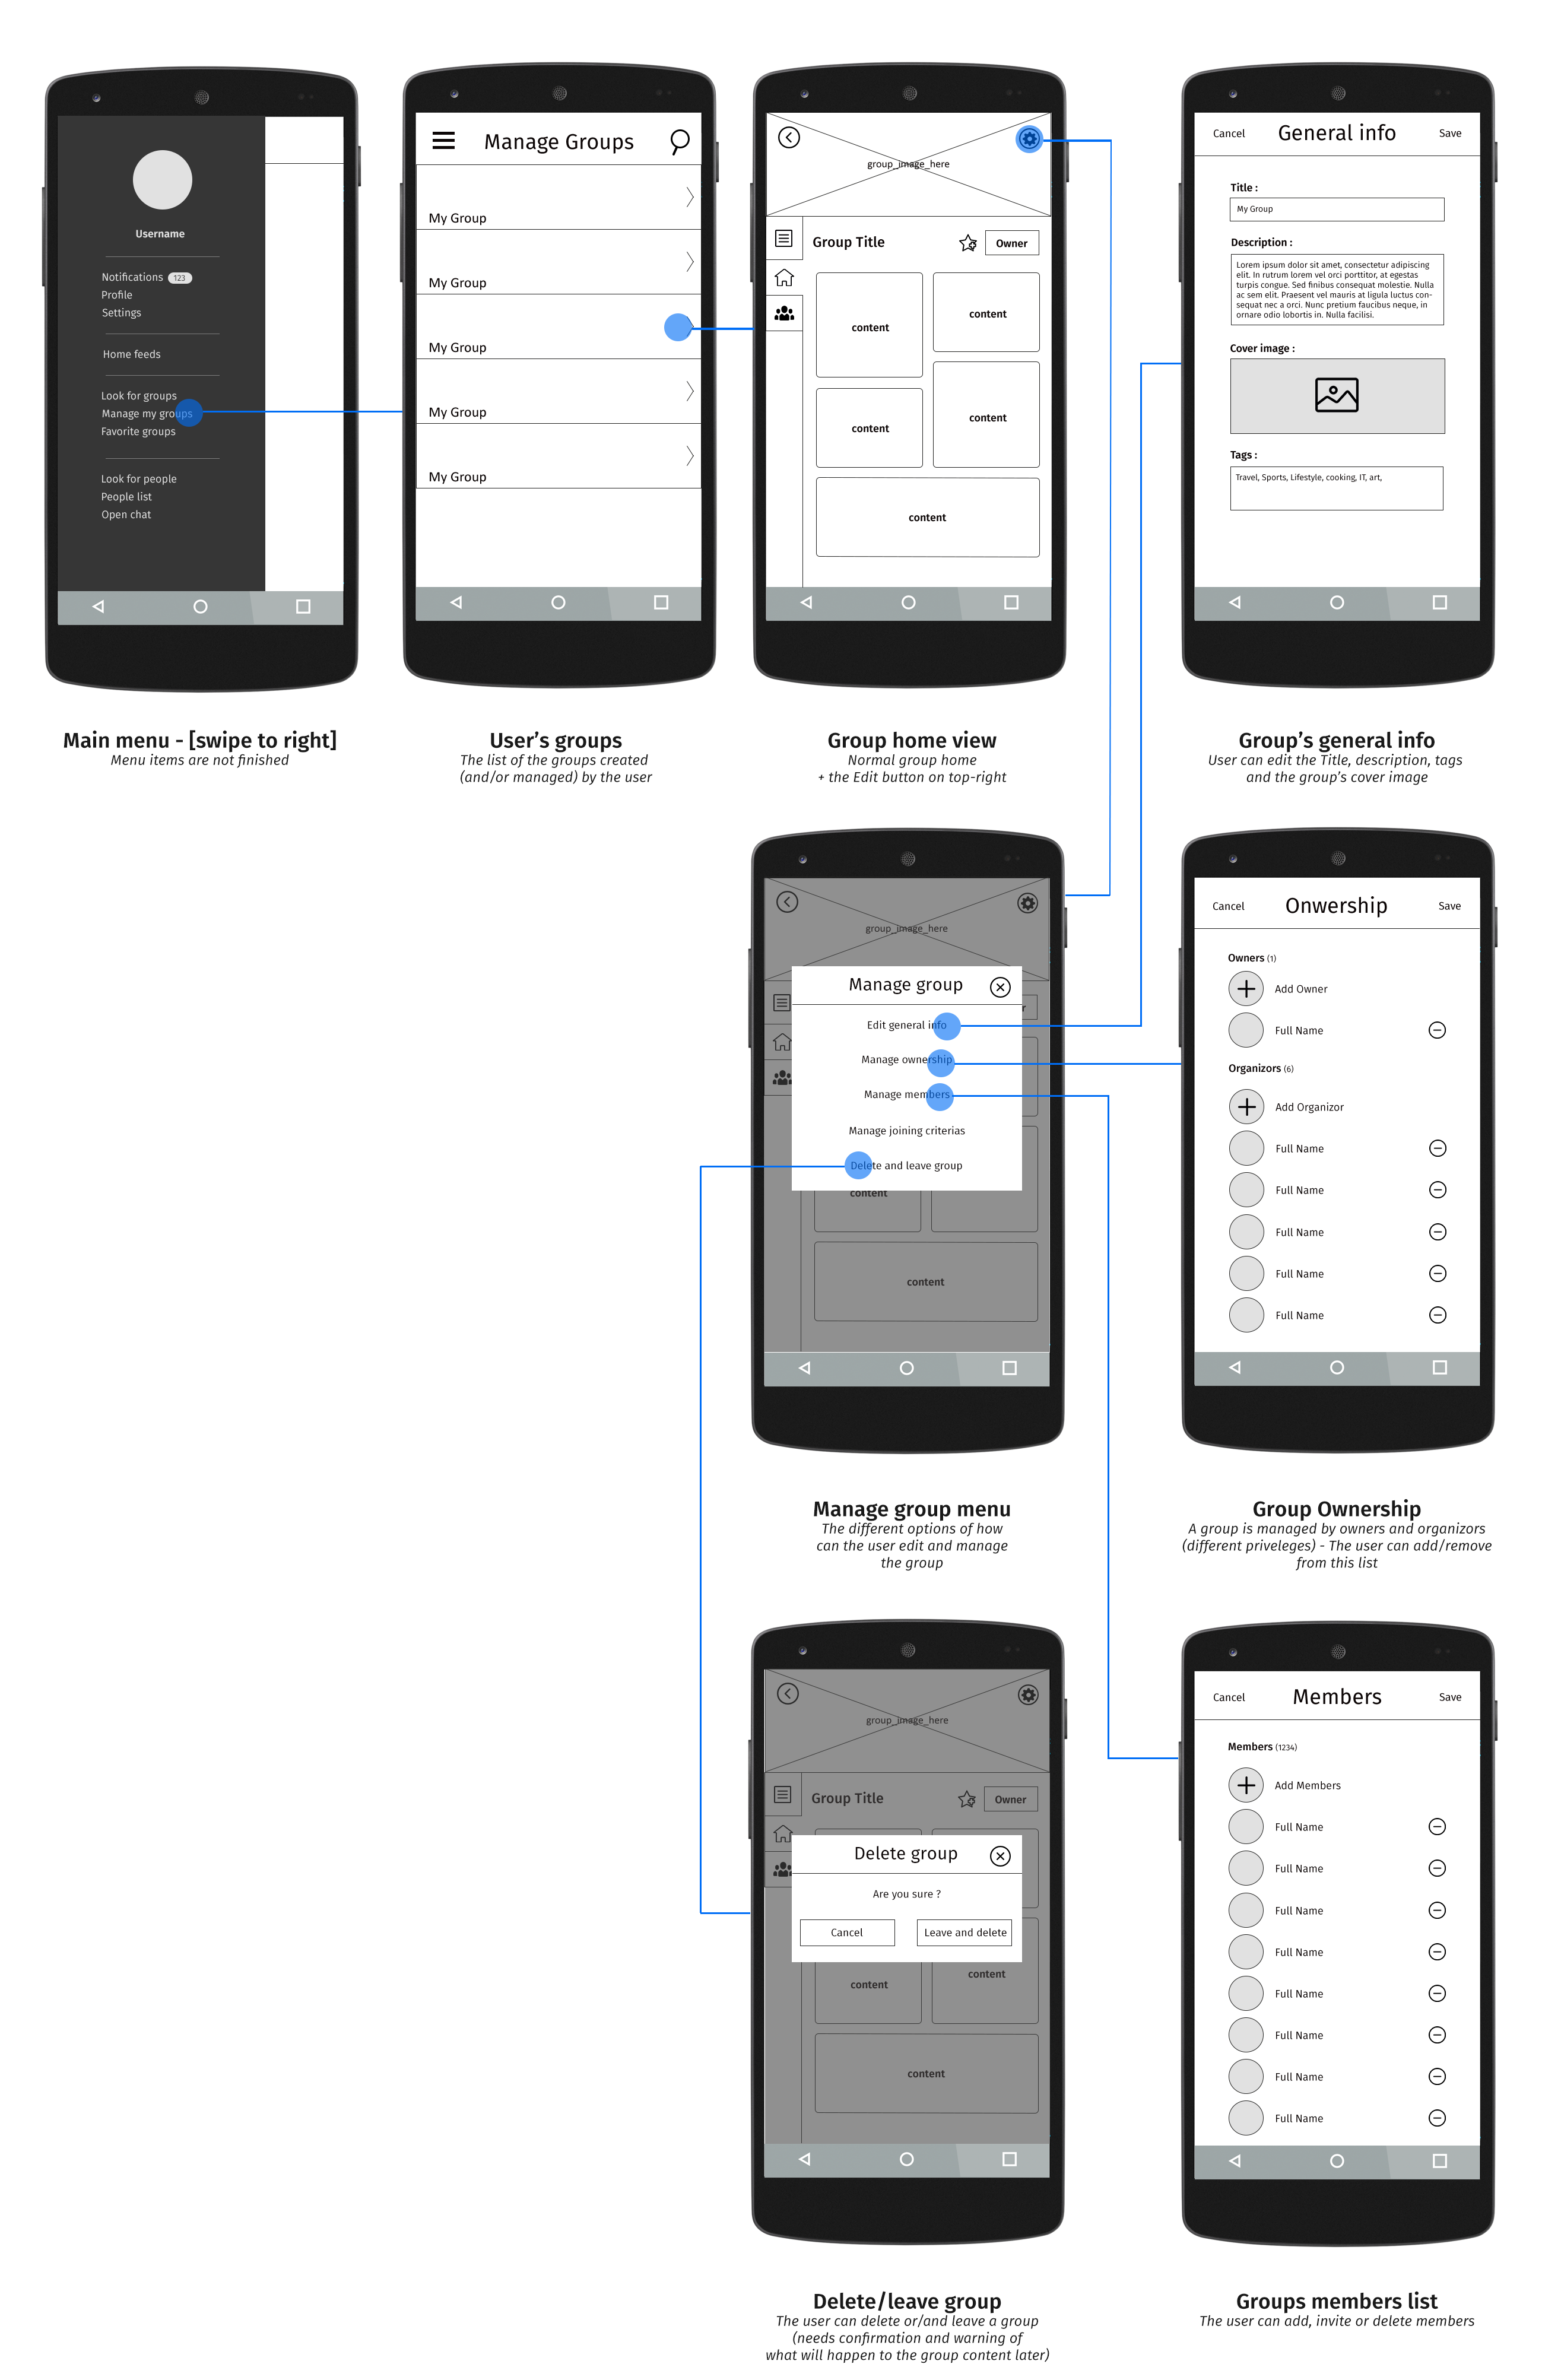 Username
Notifications 123
Profile
Settings
Home feeds
Look for groups
Manage my groups
Favorite groups
Look for people
People list
Open chat
Main menu - [swipe to right]
Menu items are not finished
Manage Groups
My Group
My Group
My Group
My Group
My Group
User's groups
The list of the groups created
(and/or managed) by the user
group_image_here
Group Title
Owner
content
content
content
content
content
Group home view
Normal group home
+ the Edit button on top-right
Cancel General info Save
Title :
My Group
Description :
Lorem ipsum dolor sit amet, consectetur adipiscing
elit. In rutrum lorem vel orci porttitor, at egestas
turpis congue. Sed finibus consequat molestie. Nulla
ac sem elit. Praesent vel mauris at ligula luctus con-
sequat nec a orci. Nunc pretium faucibus neque, in
ornare odio lobortis in. Nulla facilisi.
Cover image :
Tags :
Travel, Sports, Lifestyle, cooking, IT, art,
Group's general info
User can edit the Title, description, tags
and the group's cover image
group_image_here
Manage group
r
Edit general info
Manage ownership
Manage members
Manage joining criterias
Delete and leave group
content
content
Manage group menu
The different options of how
can the user edit and manage
the group
Cancel Onwership Save
Owners (1)
Add Owner
Full Name
Organizors (6)
Add Organizor
Full Name
Full Name
Full Name
Full Name
Full Name
Group Ownership
A group is managed by owners and organizors
(different priveleges) - The user can add/remove
from this list
group_image_here
Group Title
Owner
Delete group
Are you sure ?
Cancel Leave and delete
content
content
content
Delete/leave group
The user can delete or/and leave a group
(needs confirmation and warning of
what will happen to the group content later)
Cancel Members Save
Members (1234)
Add Members
Full Name
Full Name
Full Name
Full Name
Full Name
Full Name
Full Name
Full Name
Groups members list
The user can add, invite or delete members